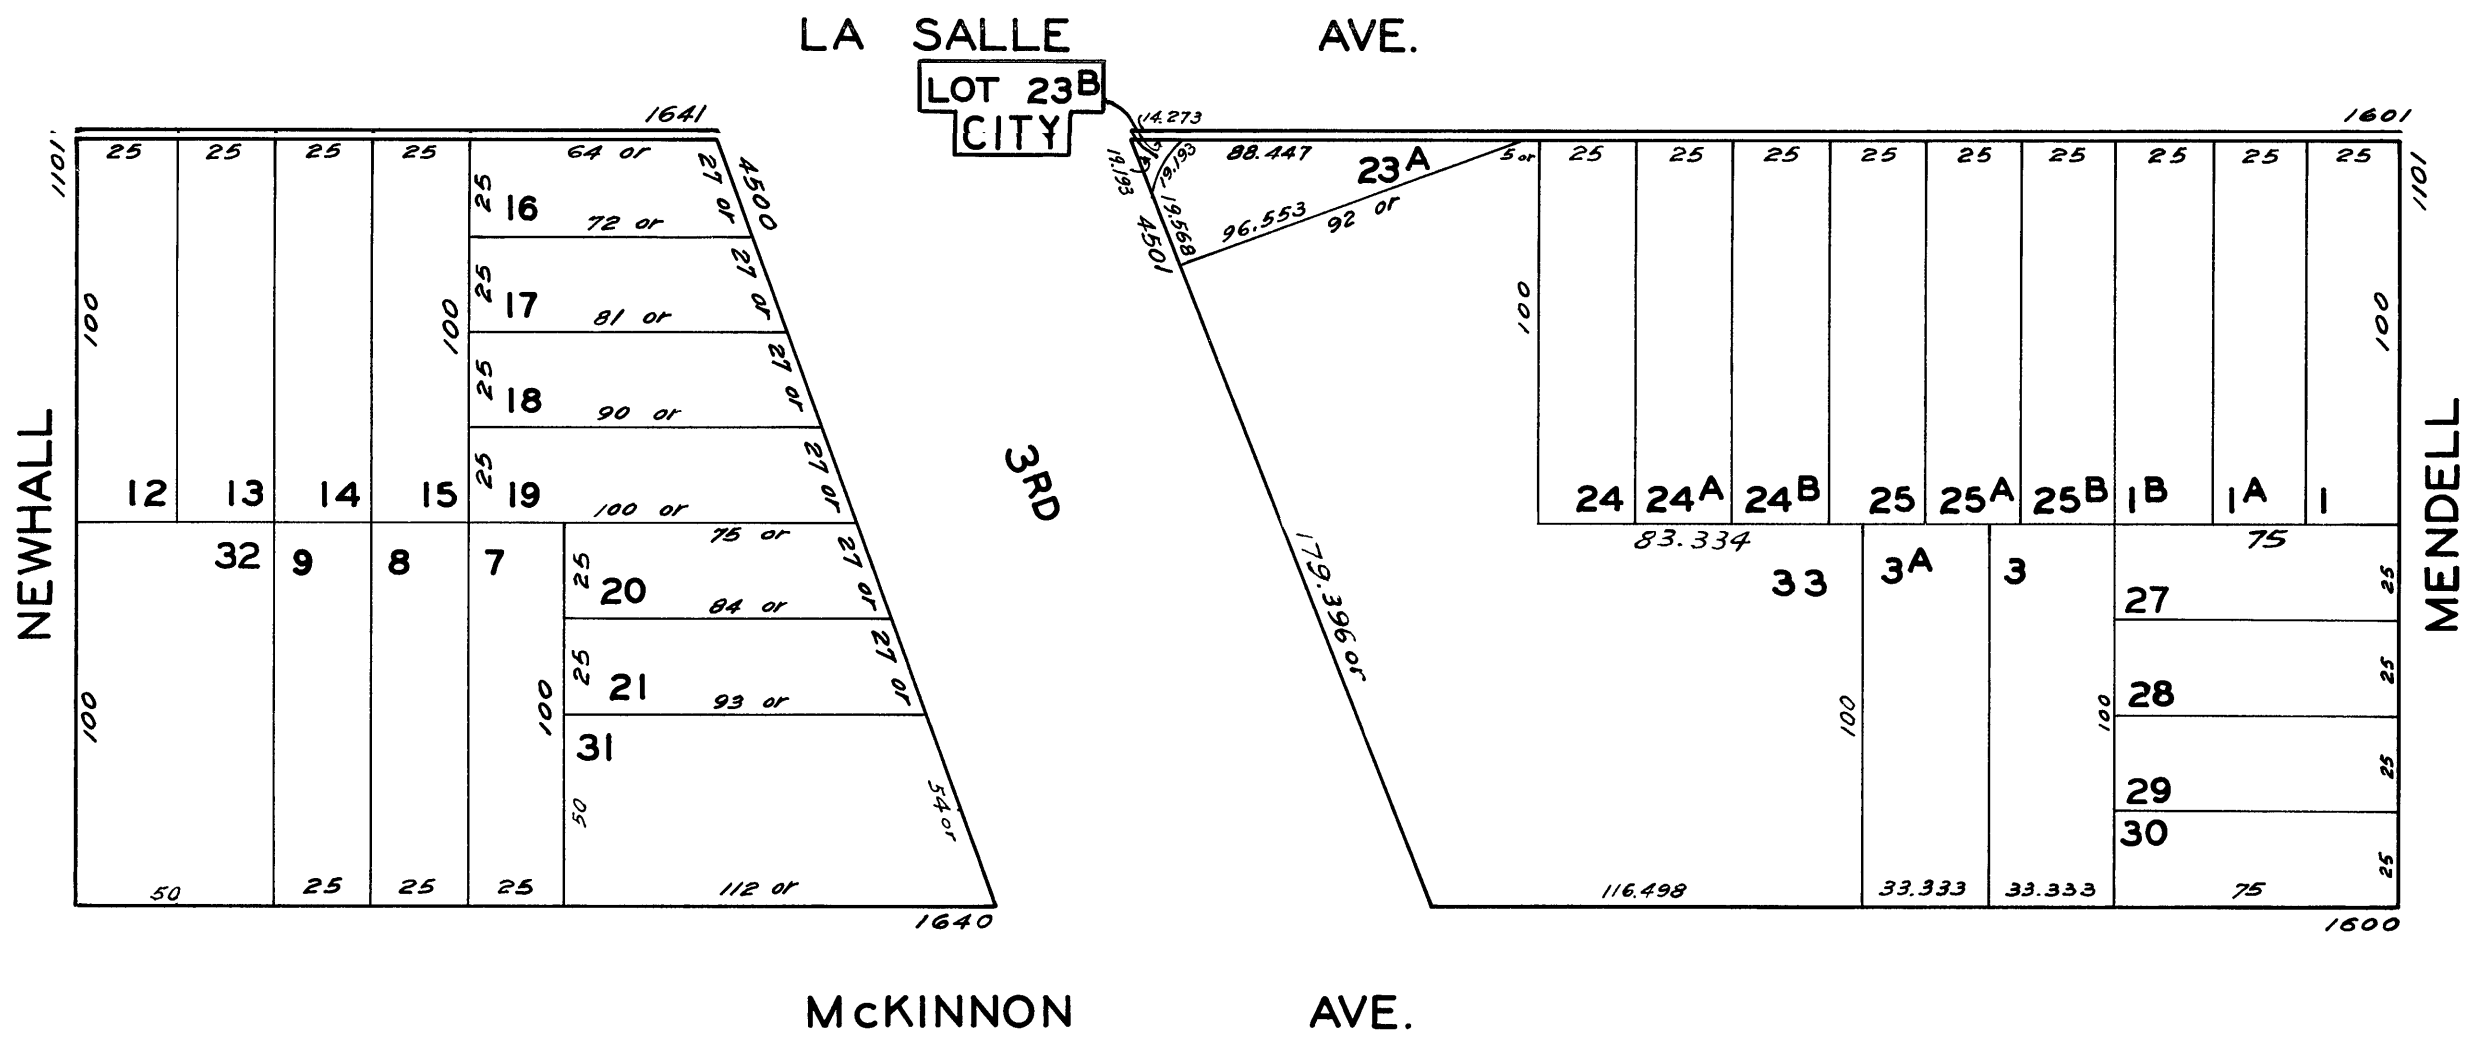 LA SALLE AVE.
LOT 23B
CITY
1641
14.273
1601
1101
25 25 25 25 64 or
27 or
4500
19.193
19.193
88.447
23A
5 or
25 25 25 25 25 25 25 25 25
1011
25
16
72 or
19.568
4501
96.553
92 or
27 or
25
17
81 or
100
100
100
100
27 or
25
18
90 or
NEWHALL
3RD
MENDELL
27 or
25
19
100 or
12 13 14 15
24 24A 24B 25 25A 25B 1B 1A 1
32 9 8 7
75 or
27 or
25
20
84 or
83.334
33
3A
3
75
25
27
179.396 or
27 or
25
21
93 or
100
100
100
100
25
28
31
50
54 or
25
29
30
25
50 25 25 25 112 or
116.498 33.333 33.333 75
1640
1600
McKINNON AVE.